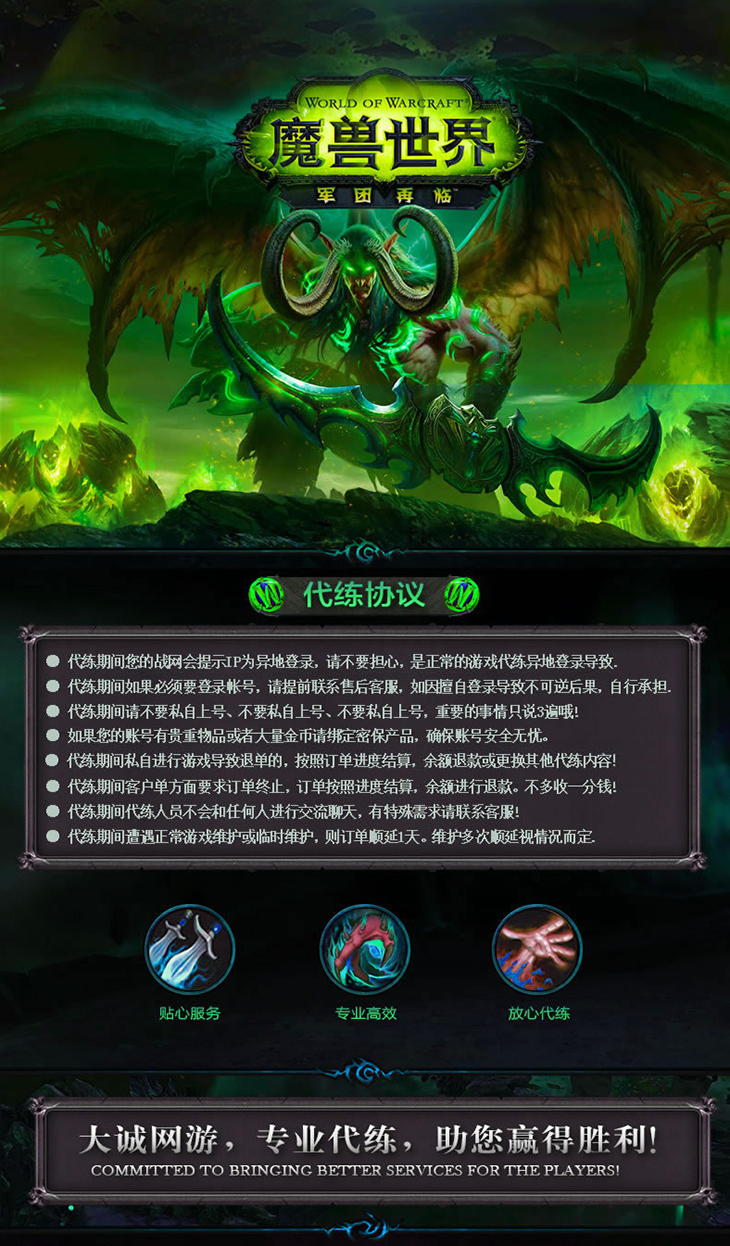 WORLD OF WARCRAFT
魔兽世界
军团再临
代练协议
代练期间您的战网会提示IP为异地登录，请不要担心，是正常的游戏代练异地登录导致.
代练期间如果必须要登录帐号，请提前联系售后客服，如因擅自登录导致不可逆后果，自行承担.
代练期间请不要私自上号、不要私自上号、不要私自上号，重要的事情只说3遍哦!
如果您的账号有贵重物品或者大量金币请绑定密保产品，确保账号安全无忧。
代练期间私自进行游戏导致退单的，按照订单进度结算，余额退款或更换其他代练内容!
代练期间客户单方面要求订单终止，订单按照进度结算，余额进行退款。不多收一分钱!
代练期间代练人员不会和任何人进行交流聊天，有特殊需求请联系客服!
代练期间遭遇正常游戏维护或临时维护，则订单顺延1天。维护多次顺延视情况而定.
贴心服务 专业高效 放心代练
大诚网游，专业代练，助您赢得胜利!
COMMITTED TO BRINGING BETTER SERVICES FOR THE PLAYERS!